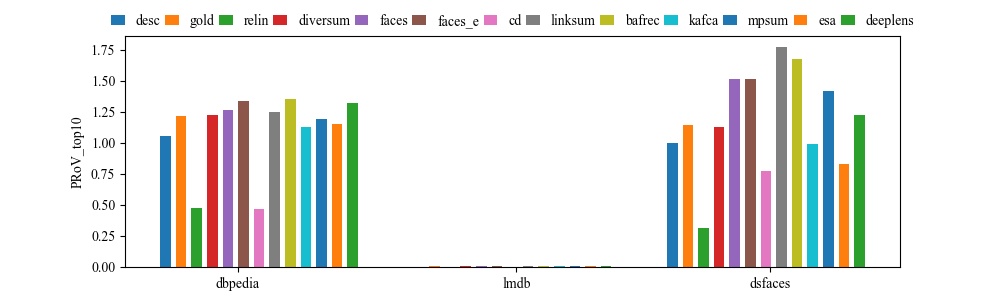 desc gold relin diversum faces faces_e cd linksum bafrec kafca mpsum esa deeplens
1.75
1.50
1.25
1.00
0.75
0.50
0.25
0.00
PRoV_top10
dbpedia lmdb dsfaces